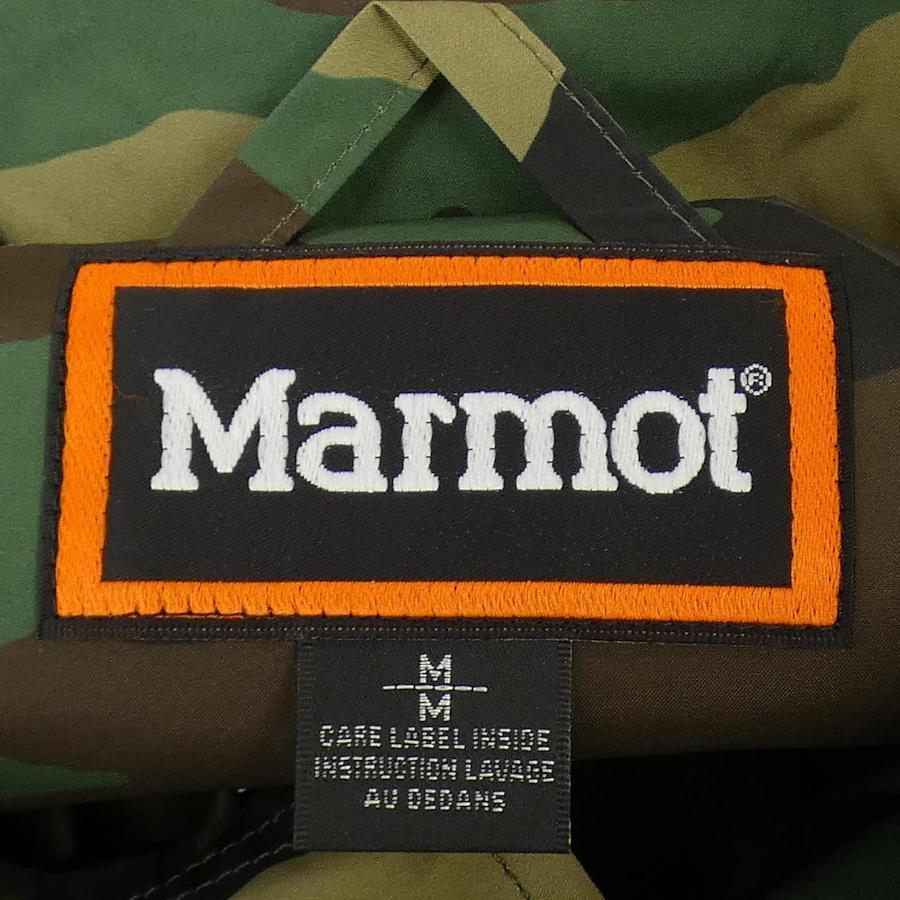 Marmot®
M
M
CARE LABEL INSIDE
INSTRUCTION LAVAGE
AU DEDANS